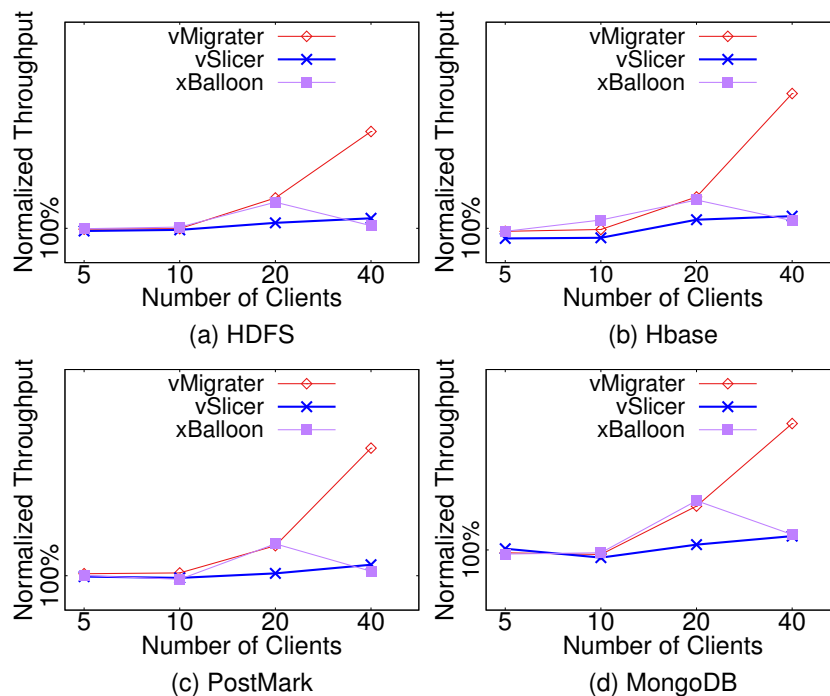 Normalized Throughput
100%
vMigrater
vSlicer
xBalloon
5 10 20 40
Number of Clients
(a) HDFS
Normalized Throughput
100%
vMigrater
vSlicer
xBalloon
5 10 20 40
Number of Clients
(b) Hbase
Normalized Throughput
100%
vMigrater
vSlicer
xBalloon
5 10 20 40
Number of Clients
(c) PostMark
Normalized Throughput
100%
vMigrater
vSlicer
xBalloon
5 10 20 40
Number of Clients
(d) MongoDB